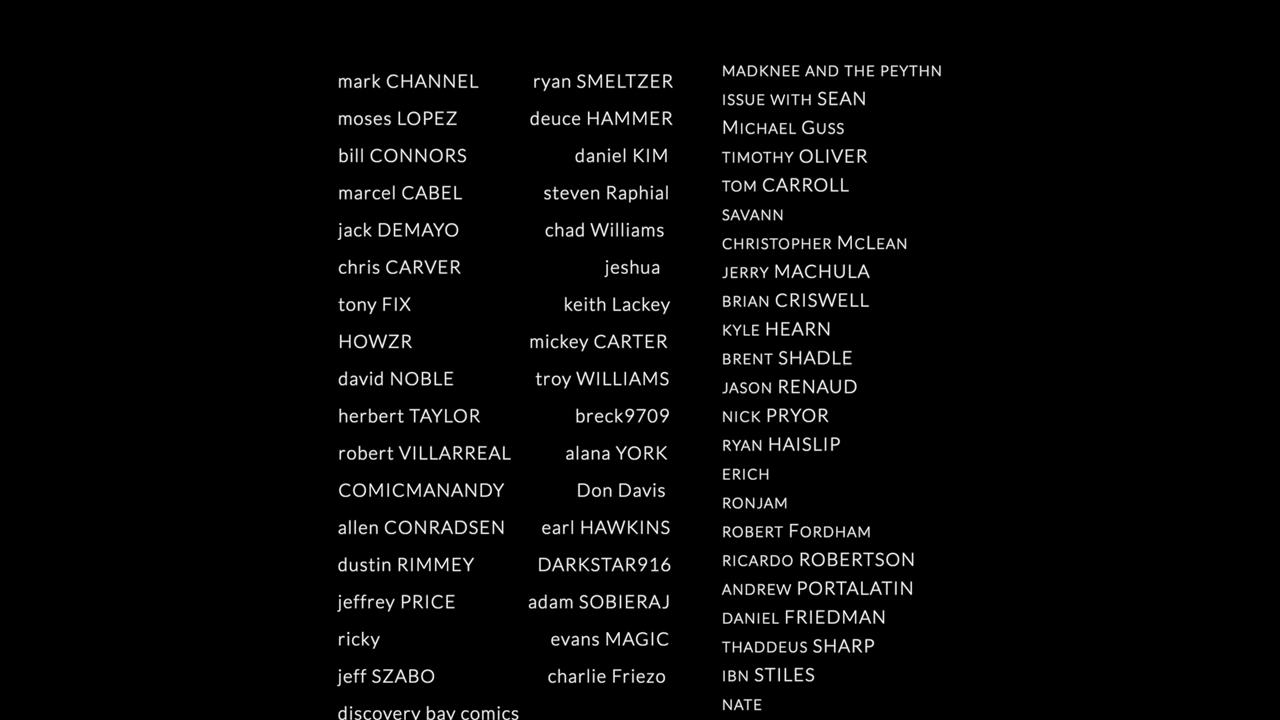 mark CHANNEL
moses LOPEZ
bill CONNORS
marcel CABEL
jack DEMAYO
chris CARVER
tony FIX
HOWZR
david NOBLE
herbert TAYLOR
robert VILLARREAL
COMICMANANDY
allen CONRADSEN
dustin RIMMEY
jeffrey PRICE
ricky
jeff SZABO
discovery bay comics
ryan SMELTZER
deuce HAMMER
daniel KIM
steven Raphial
chad Williams
jeshua
keith Lackey
mickey CARTER
troy WILLIAMS
breck9709
alana YORK
Don Davis
earl HAWKINS
DARKSTAR916
adam SOBIERAJ
evans MAGIC
charlie Friezo
MADKNEE AND THE PEYTHN
ISSUE WITH SEAN
MICHAEL GUSS
TIMOTHY OLIVER
TOM CARROLL
SAVANN
CHRISTOPHER MCLEAN
JERRY MACHULA
BRIAN CRISWELL
KYLE HEARN
BRENT SHADLE
JASON RENAUD
NICK PRYOR
RYAN HAISLIP
ERICH
RONJAM
ROBERT FORDHAM
RICARDO ROBERTSON
ANDREW PORTALATIN
DANIEL FRIEDMAN
THADDEUS SHARP
IBN STILES
NATE